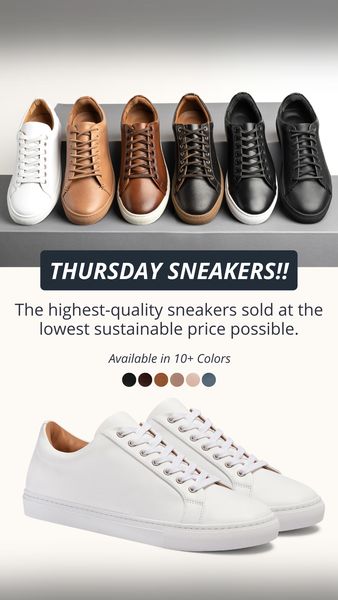 THURSDAY SNEAKERS!!
The highest-quality sneakers sold at the
lowest sustainable price possible.
Available in 10+ Colors